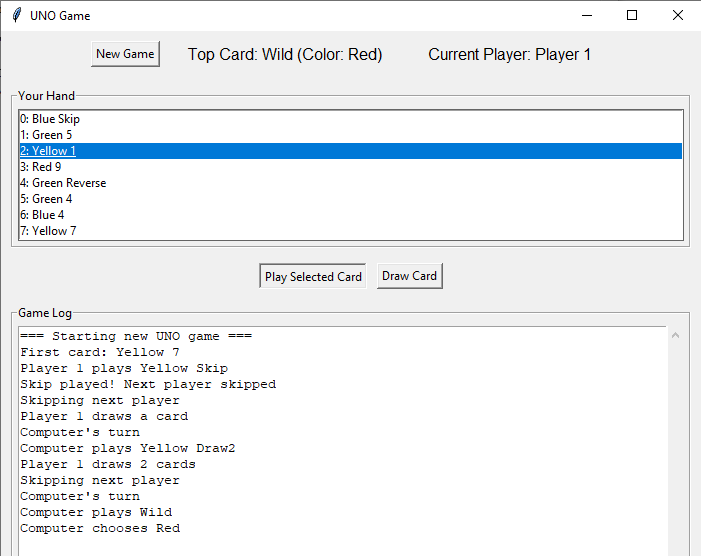 UNO Game
New Game Top Card: Wild (Color: Red) Current Player: Player 1
Your Hand
0: Blue Skip
1: Green 5
2: Yellow 1
3: Red 9
4: Green Reverse
5: Green 4
6: Blue 4
7: Yellow 7
Play Selected Card Draw Card
Game Log
=== Starting new UNO game ===
First card: Yellow 7
Player 1 plays Yellow Skip
Skip played! Next player skipped
Skipping next player
Player 1 draws a card
Computer's turn
Computer plays Yellow Draw2
Player 1 draws 2 cards
Skipping next player
Computer's turn
Computer plays Wild
Computer chooses Red